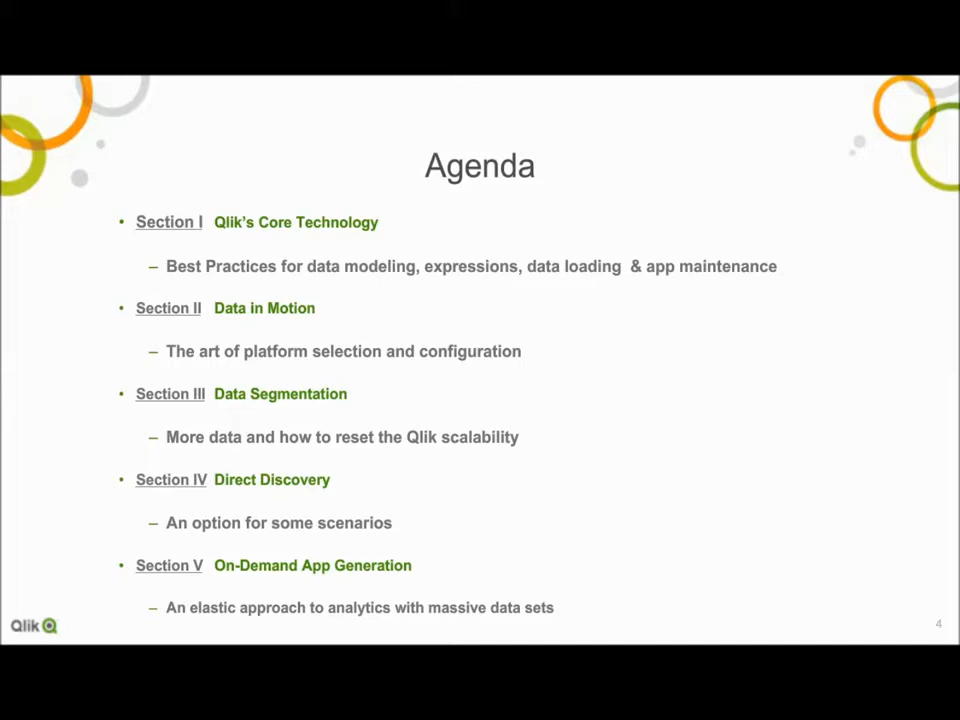 Agenda
• Section I Qlik's Core Technology
– Best Practices for data modeling, expressions, data loading & app maintenance
• Section II Data in Motion
– The art of platform selection and configuration
• Section III Data Segmentation
– More data and how to reset the Qlik scalability
• Section IV Direct Discovery
– An option for some scenarios
• Section V On-Demand App Generation
– An elastic approach to analytics with massive data sets
Qlik
4